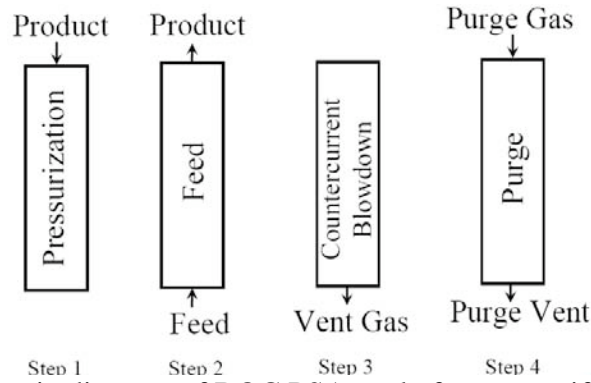 Product
Product
Purge Gas
Pressurization
Feed
Countercurrent
Blowdown
Purge
Feed
Vent Gas
Purge Vent
Step 1
Step 2
Step 3
Step 4